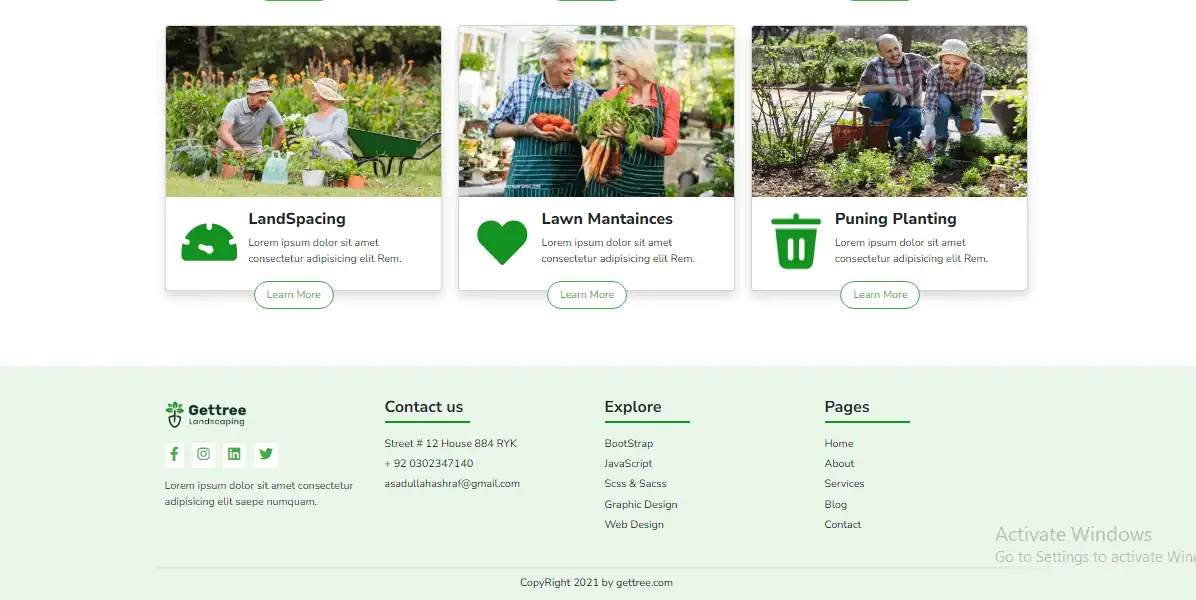 LandSpacing
Lorem ipsum dolor sit amet
consectetur adipisicing elit Rem.
Learn More
Lawn Mantainces
Lorem ipsum dolor sit amet
consectetur adipisicing elit Rem.
Learn More
Puning Planting
Lorem ipsum dolor sit amet
consectetur adipisicing elit Rem.
Learn More
Gettree
Landscaping
Lorem ipsum dolor sit amet consectetur
adipisicing elit saepe numquam.
Contact us
Street # 12 House 884 RYK
+ 92 0302347140
asadullahashraf@gmail.com
Explore
BootStrap
JavaScript
Scss & Sacss
Graphic Design
Web Design
Pages
Home
About
Services
Blog
Contact
Activate Windows
Go to Settings to activate Win
CopyRight 2021 by gettree.com